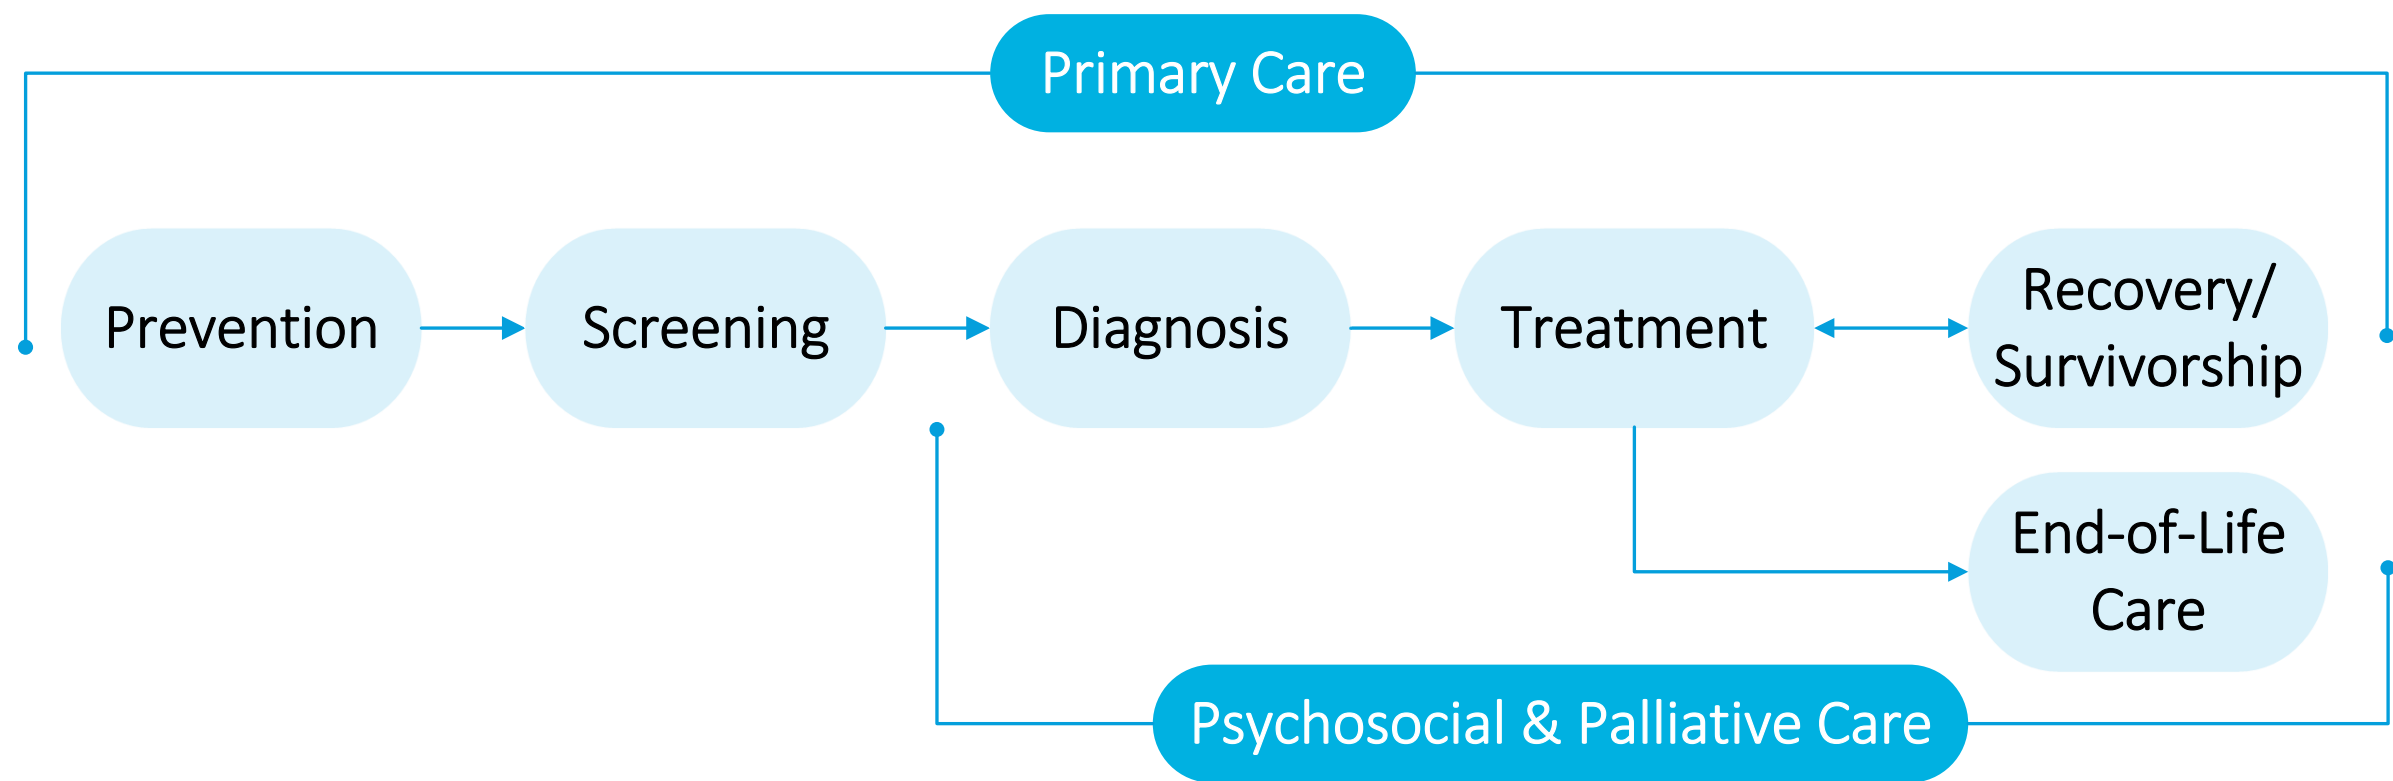 Primary Care
Prevention
Screening
Diagnosis
Treatment
Recovery/
Survivorship
End-of-Life
Care
Psychosocial & Palliative Care